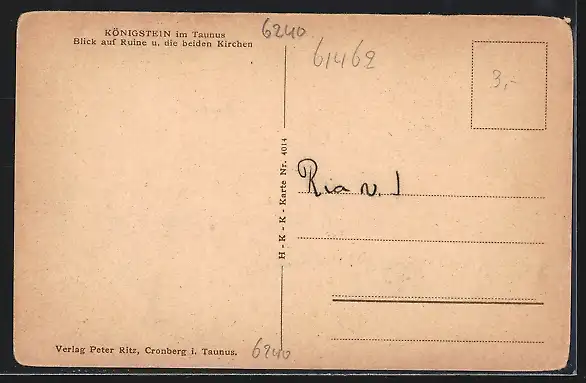 KÖNIGSTEIN im Taunus
Blick auf Ruine u. die beiden Kirchen
6240
61462
3,-
H - K - K - Karte Nr. 4014
Ria v. J
Verlag Peter Ritz, Cronberg i. Taunus.
6240